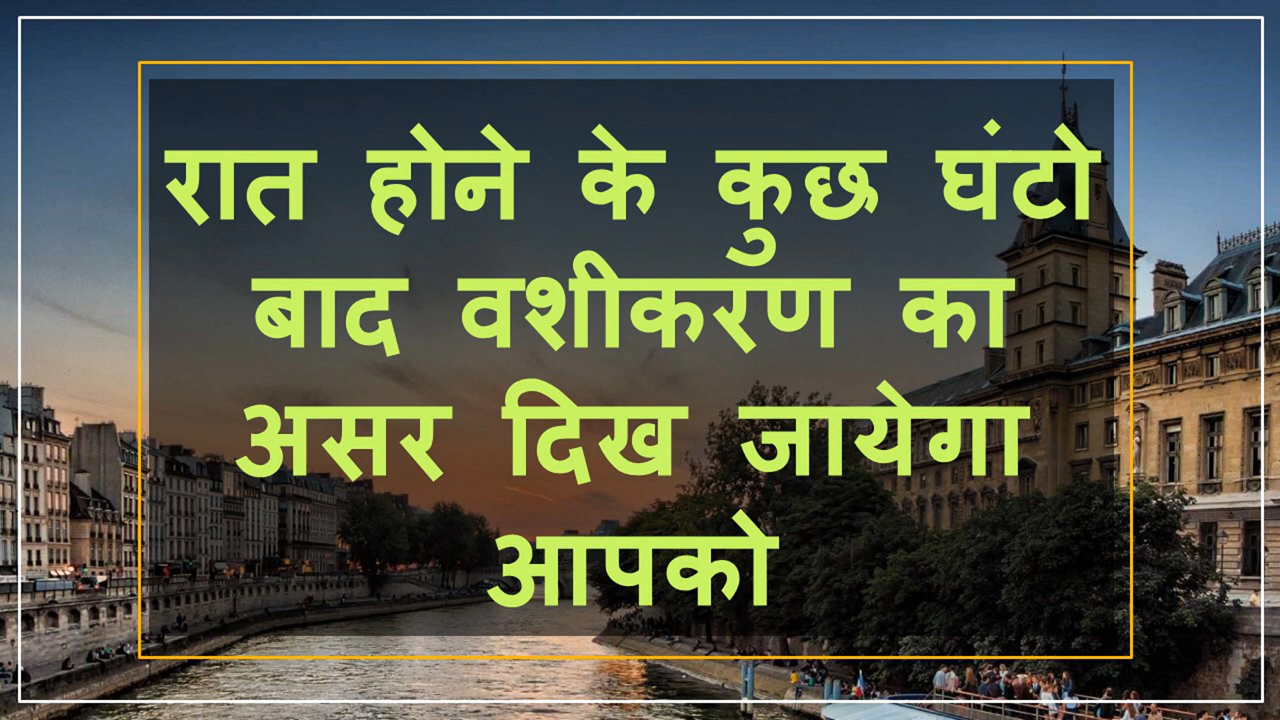 रात होने के कुछ घंटो
बाद वशीकरण का
असर दिख जायेगा
आपको